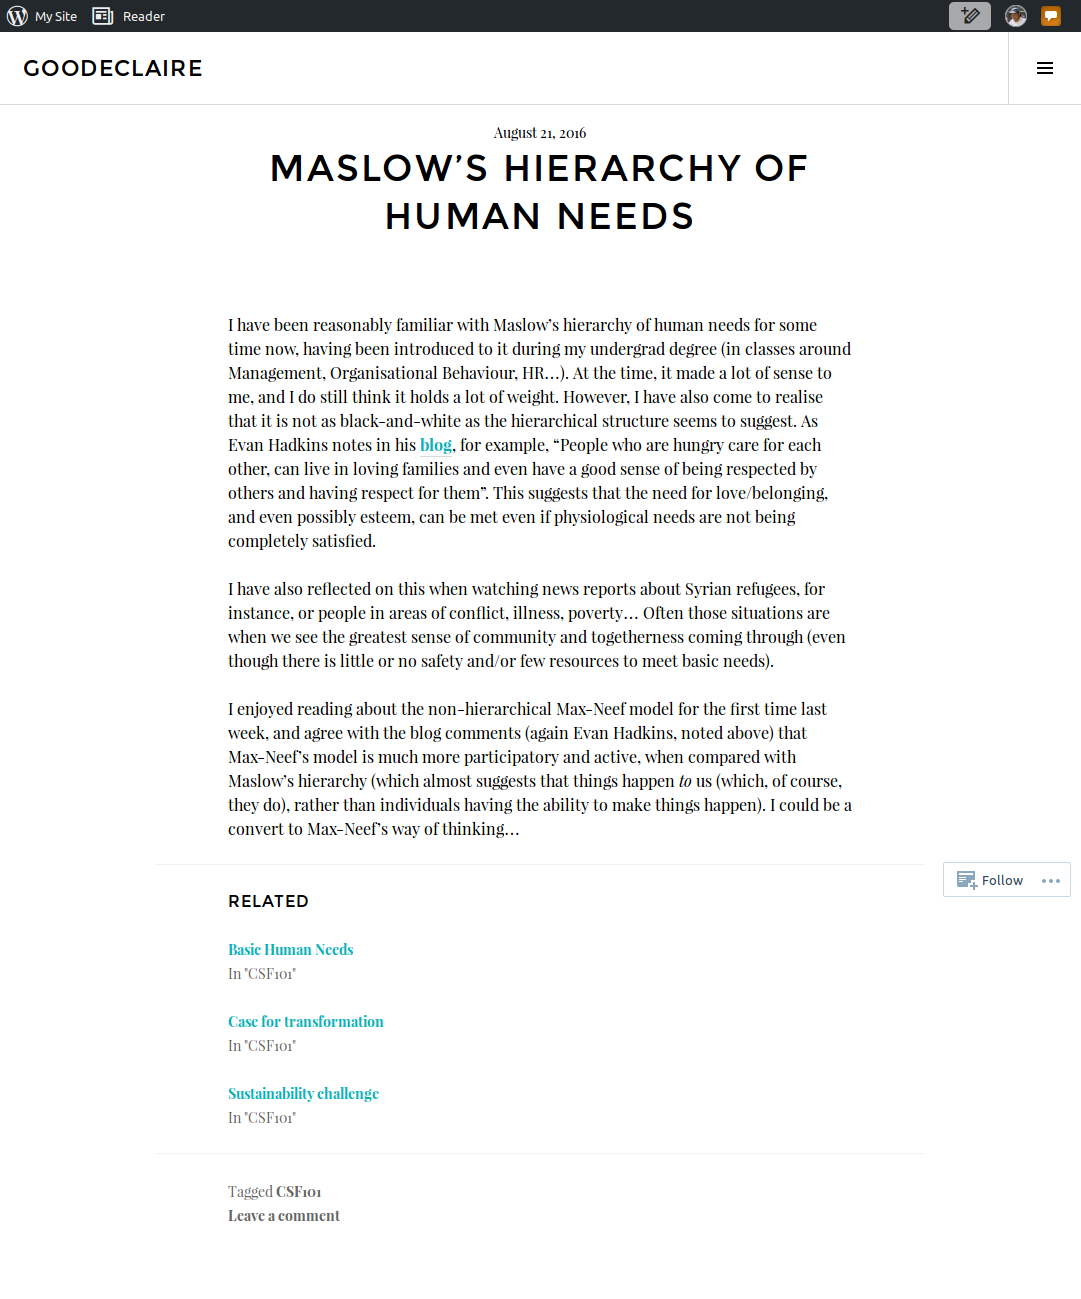 My Site Reader
GOODECLAIRE
August 21, 2016
MASLOW’S HIERARCHY OF
HUMAN NEEDS
I have been reasonably familiar with Maslow’s hierarchy of human needs for some
time now, having been introduced to it during my undergrad degree (in classes around
Management, Organisational Behaviour, HR…). At the time, it made a lot of sense to
me, and I do still think it holds a lot of weight. However, I have also come to realise
that it is not as black-and-white as the hierarchical structure seems to suggest. As
Evan Hadkins notes in his blog, for example, “People who are hungry care for each
other, can live in loving families and even have a good sense of being respected by
others and having respect for them”. This suggests that the need for love/belonging,
and even possibly esteem, can be met even if physiological needs are not being
completely satisfied.
I have also reflected on this when watching news reports about Syrian refugees, for
instance, or people in areas of conflict, illness, poverty… Often those situations are
when we see the greatest sense of community and togetherness coming through (even
though there is little or no safety and/or few resources to meet basic needs).
I enjoyed reading about the non-hierarchical Max-Neef model for the first time last
week, and agree with the blog comments (again Evan Hadkins, noted above) that
Max-Neef’s model is much more participatory and active, when compared with
Maslow’s hierarchy (which almost suggests that things happen to us (which, of course,
they do), rather than individuals having the ability to make things happen). I could be a
convert to Max-Neef’s way of thinking…
Follow
RELATED
Basic Human Needs
In "CSF101"
Case for transformation
In "CSF101"
Sustainability challenge
In "CSF101"
Tagged CSF101
Leave a comment